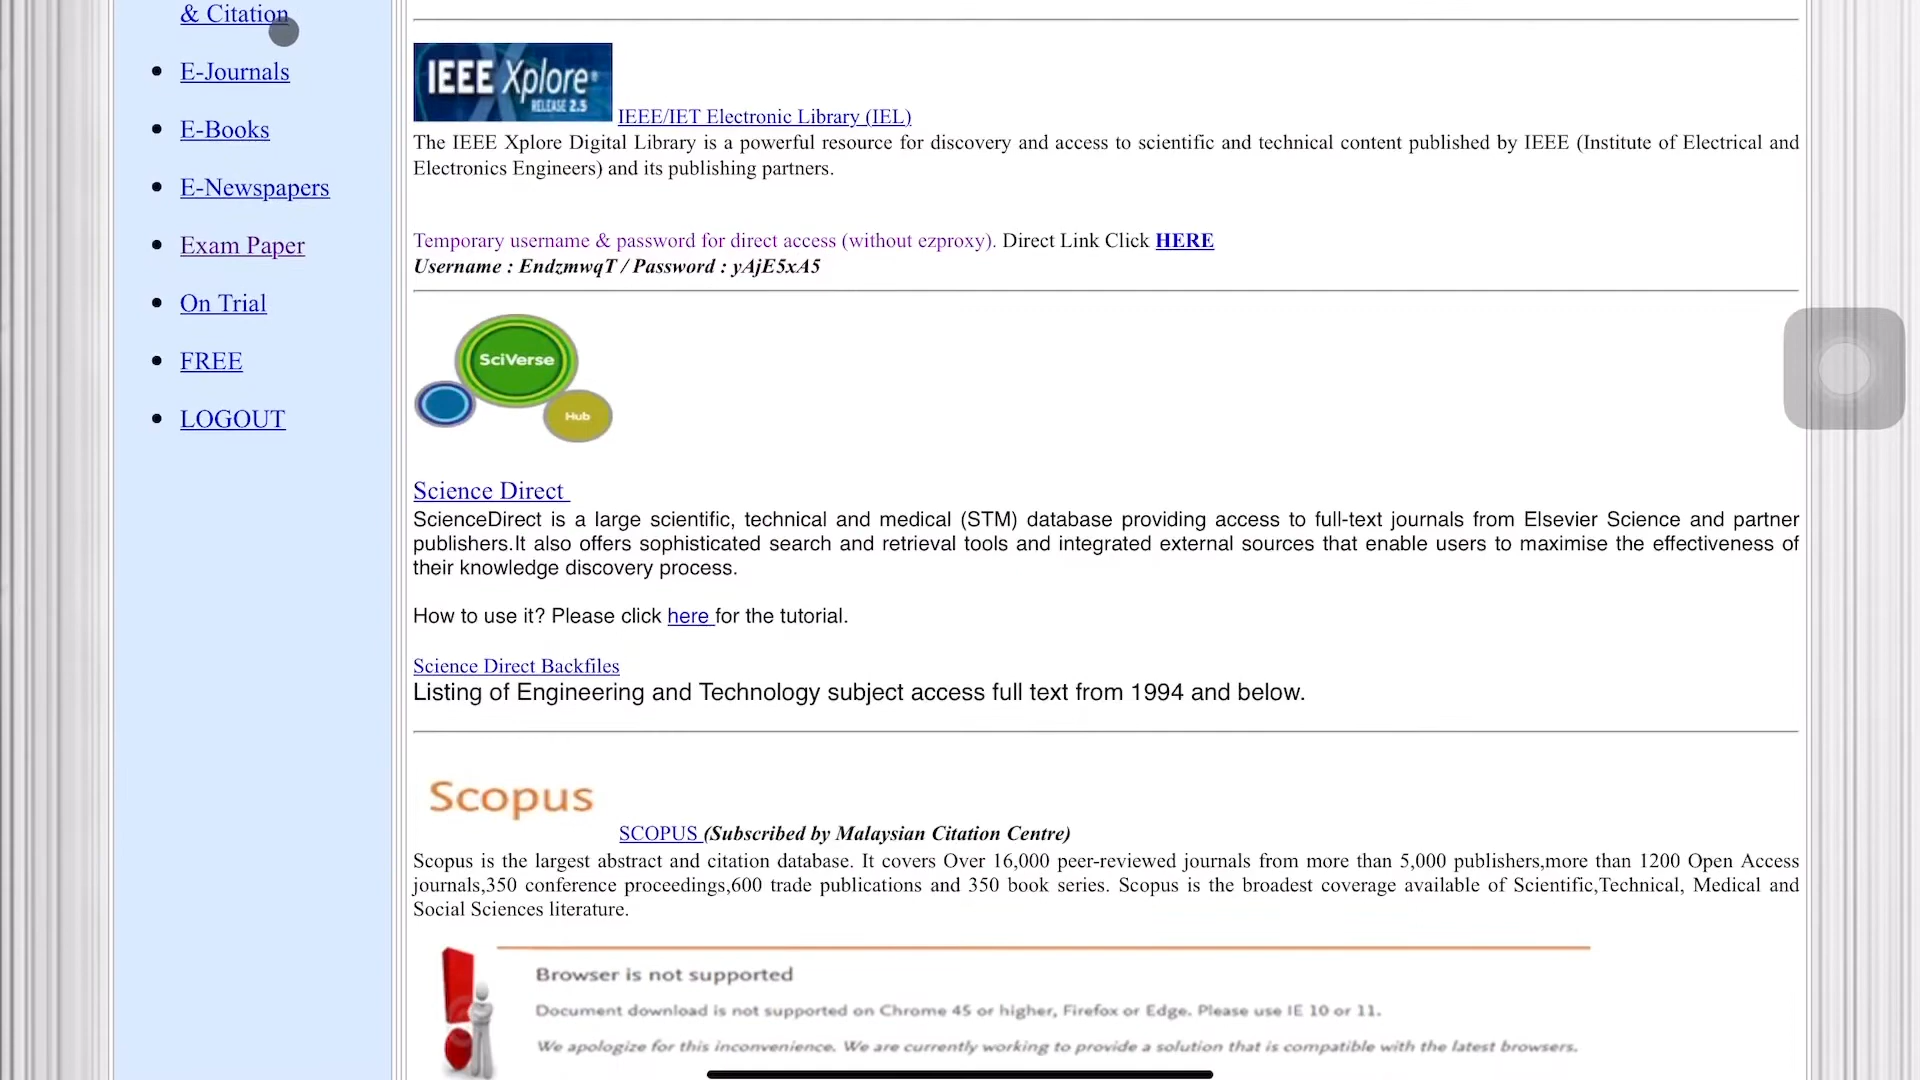 & Citation
E-Journals
E-Books
E-Newspapers
Exam Paper
On Trial
FREE
LOGOUT
IEEE Xplore®
RELEASE 2.5
IEEE/IET Electronic Library (IEL)
The IEEE Xplore Digital Library is a powerful resource for discovery and access to scientific and technical content published by IEEE (Institute of Electrical and
Electronics Engineers) and its publishing partners.
Temporary username & password for direct access (without ezproxy). Direct Link Click HERE
Username : EndzmwqT / Password : yAjE5xA5
SciVerse
Hub
Science Direct
ScienceDirect is a large scientific, technical and medical (STM) database providing access to full-text journals from Elsevier Science and partner
publishers.It also offers sophisticated search and retrieval tools and integrated external sources that enable users to maximise the effectiveness of
their knowledge discovery process.
How to use it? Please click here for the tutorial.
Science Direct Backfiles
Listing of Engineering and Technology subject access full text from 1994 and below.
Scopus
SCOPUS (Subscribed by Malaysian Citation Centre)
Scopus is the largest abstract and citation database. It covers Over 16,000 peer-reviewed journals from more than 5,000 publishers,more than 1200 Open Access
journals,350 conference proceedings,600 trade publications and 350 book series. Scopus is the broadest coverage available of Scientific,Technical, Medical and
Social Sciences literature.
Browser is not supported
Document download is not supported on Chrome 45 or higher, Firefox or Edge. Please use IE 10 or 11.
We apologize for this inconvenience. We are currently working to provide a solution that is compatible with the latest browsers.